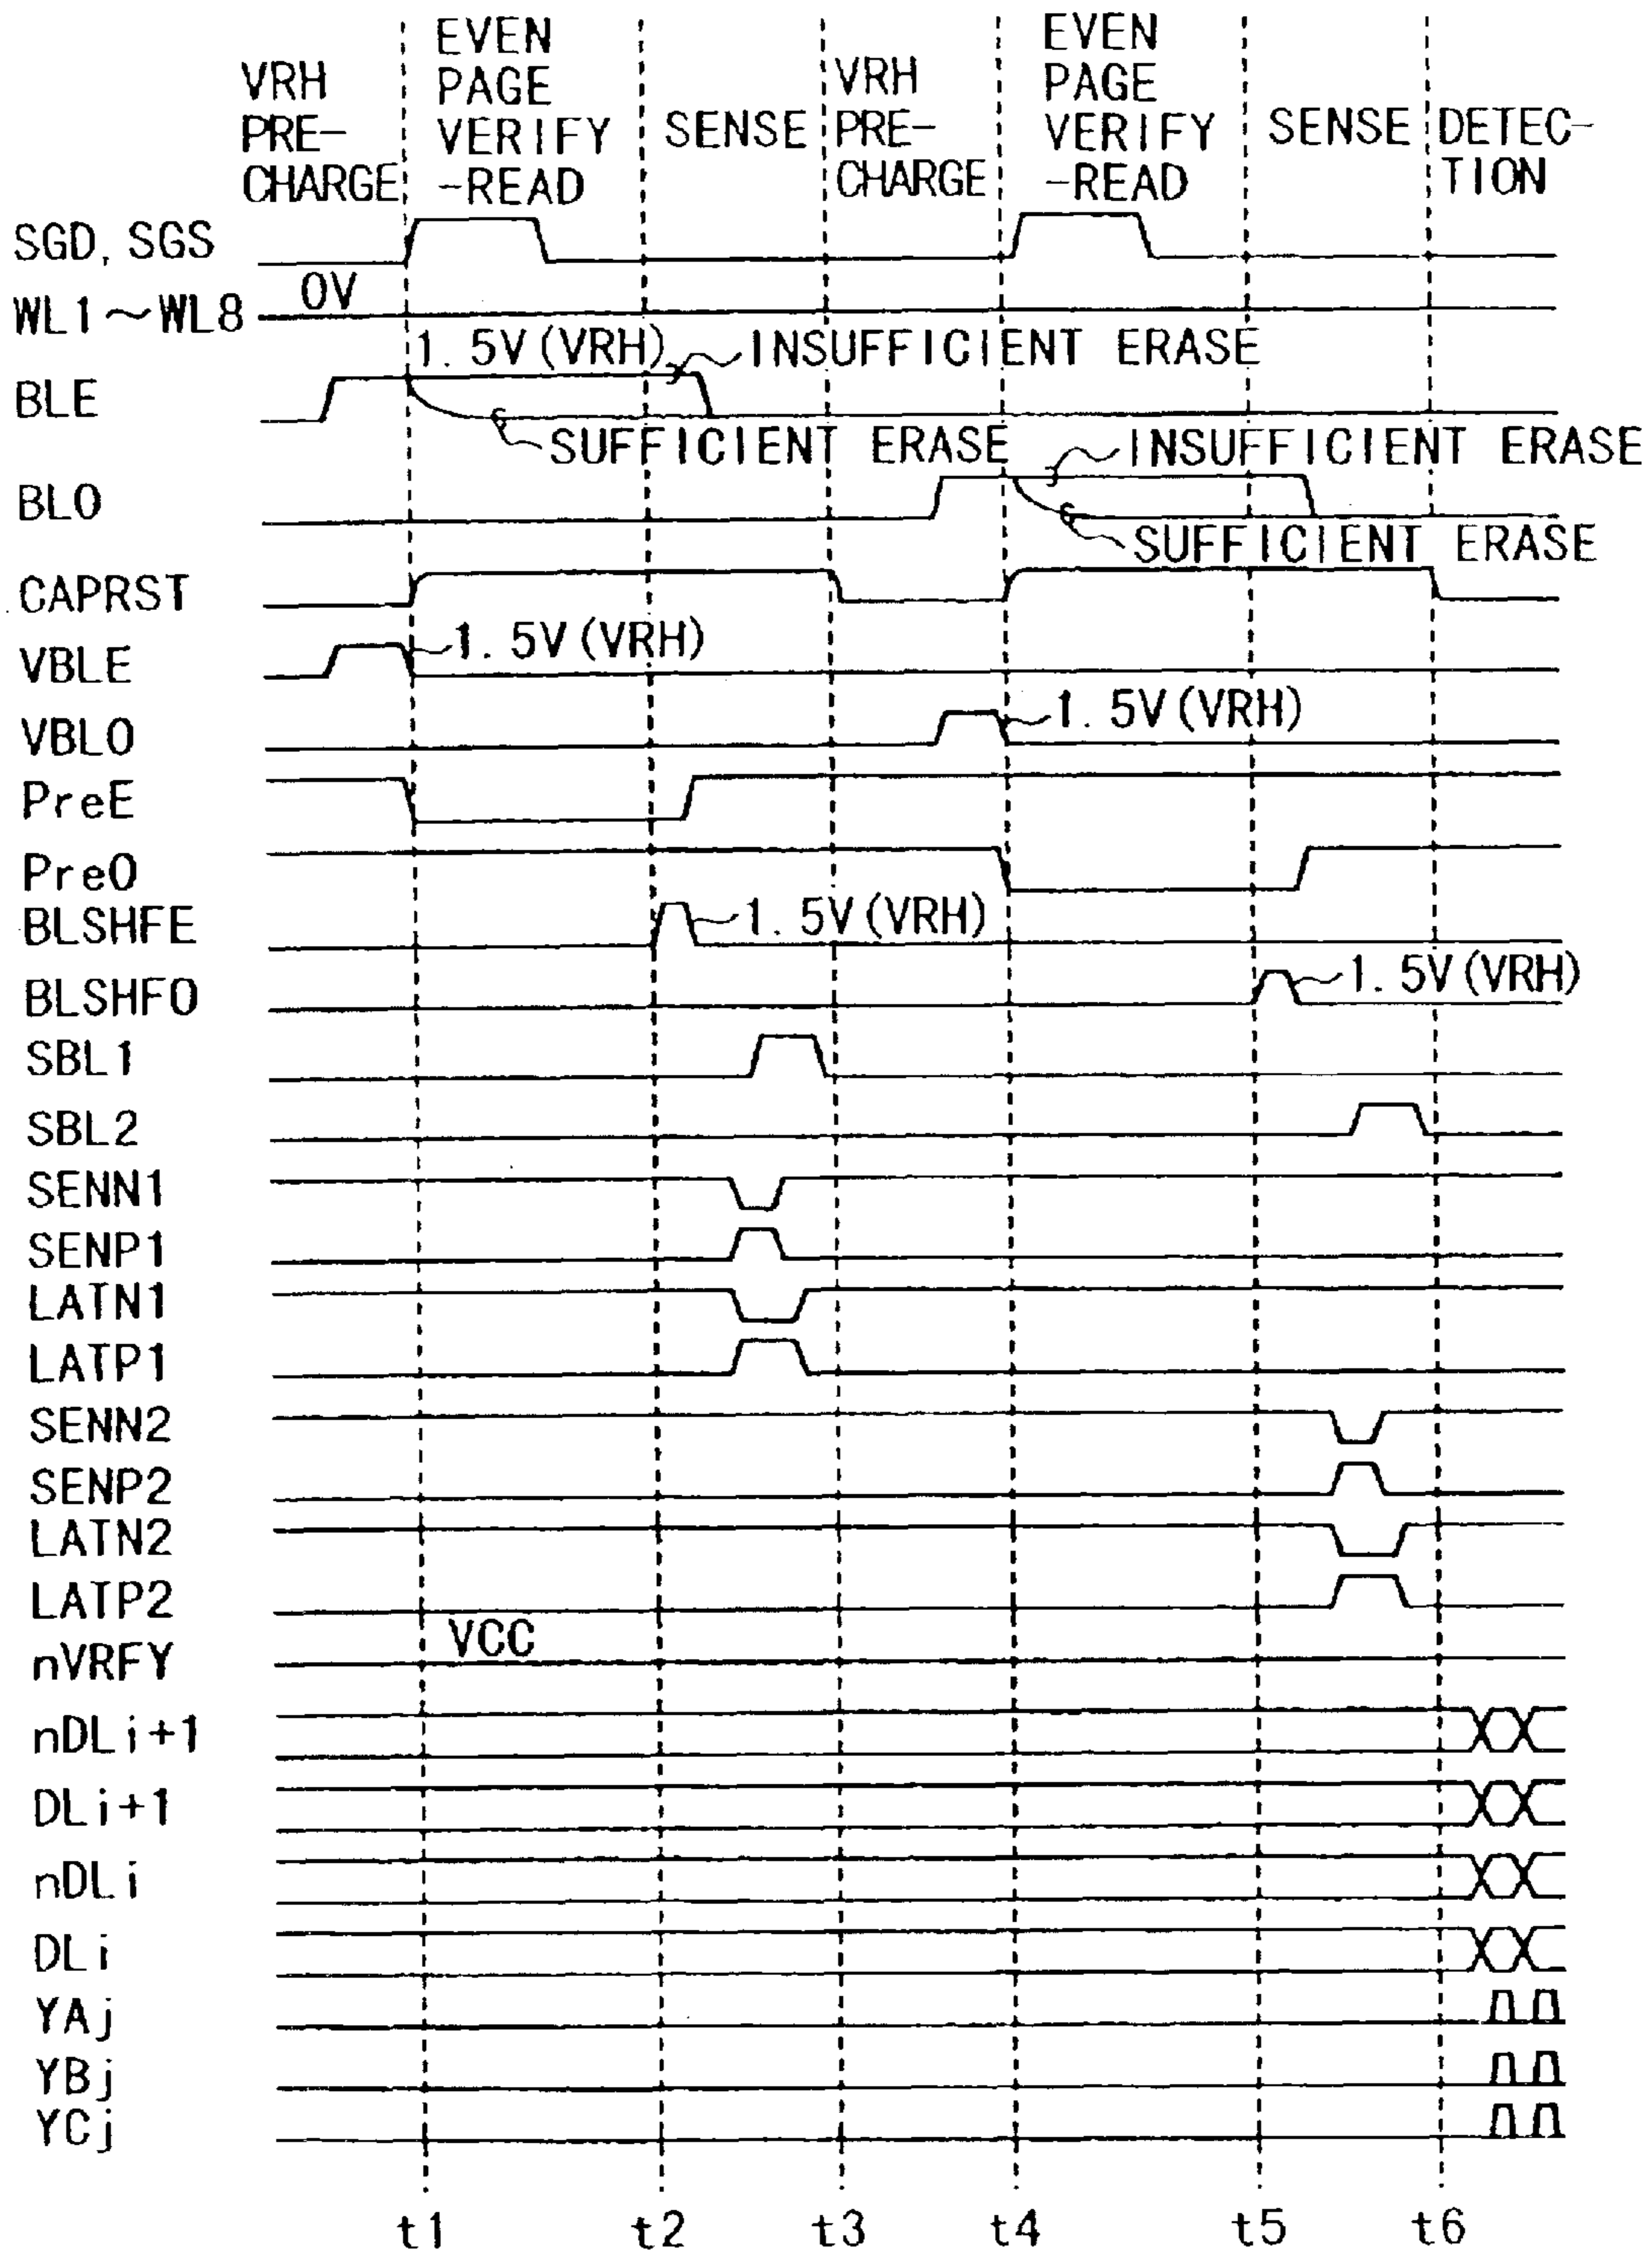 VRH PRE- CHARGE
EVEN PAGE VERIFY -READ
SENSE
VRH PRE- CHARGE
EVEN PAGE VERIFY -READ
SENSE
DETEC- TION
SGD, SGS
WL1~WL8
0V
1.5V(VRH)
INSUFFICIENT ERASE
BLE
SUFFICIENT ERASE
INSUFFICIENT ERASE
BLO
SUFFICIENT ERASE
CAPRST
VBLE
1.5V(VRH)
VBLO
1.5V(VRH)
PreE
PreO
BLSHFE
1.5V(VRH)
BLSHFO
1.5V(VRH)
SBL1
SBL2
SENN1
SENP1
LATN1
LATP1
SENN2
SENP2
LATN2
LATP2
VCC
nVRFY
nDLi+1
DLi+1
nDLi
DLi
YAj
YBj
YCj
t1 t2 t3 t4 t5 t6